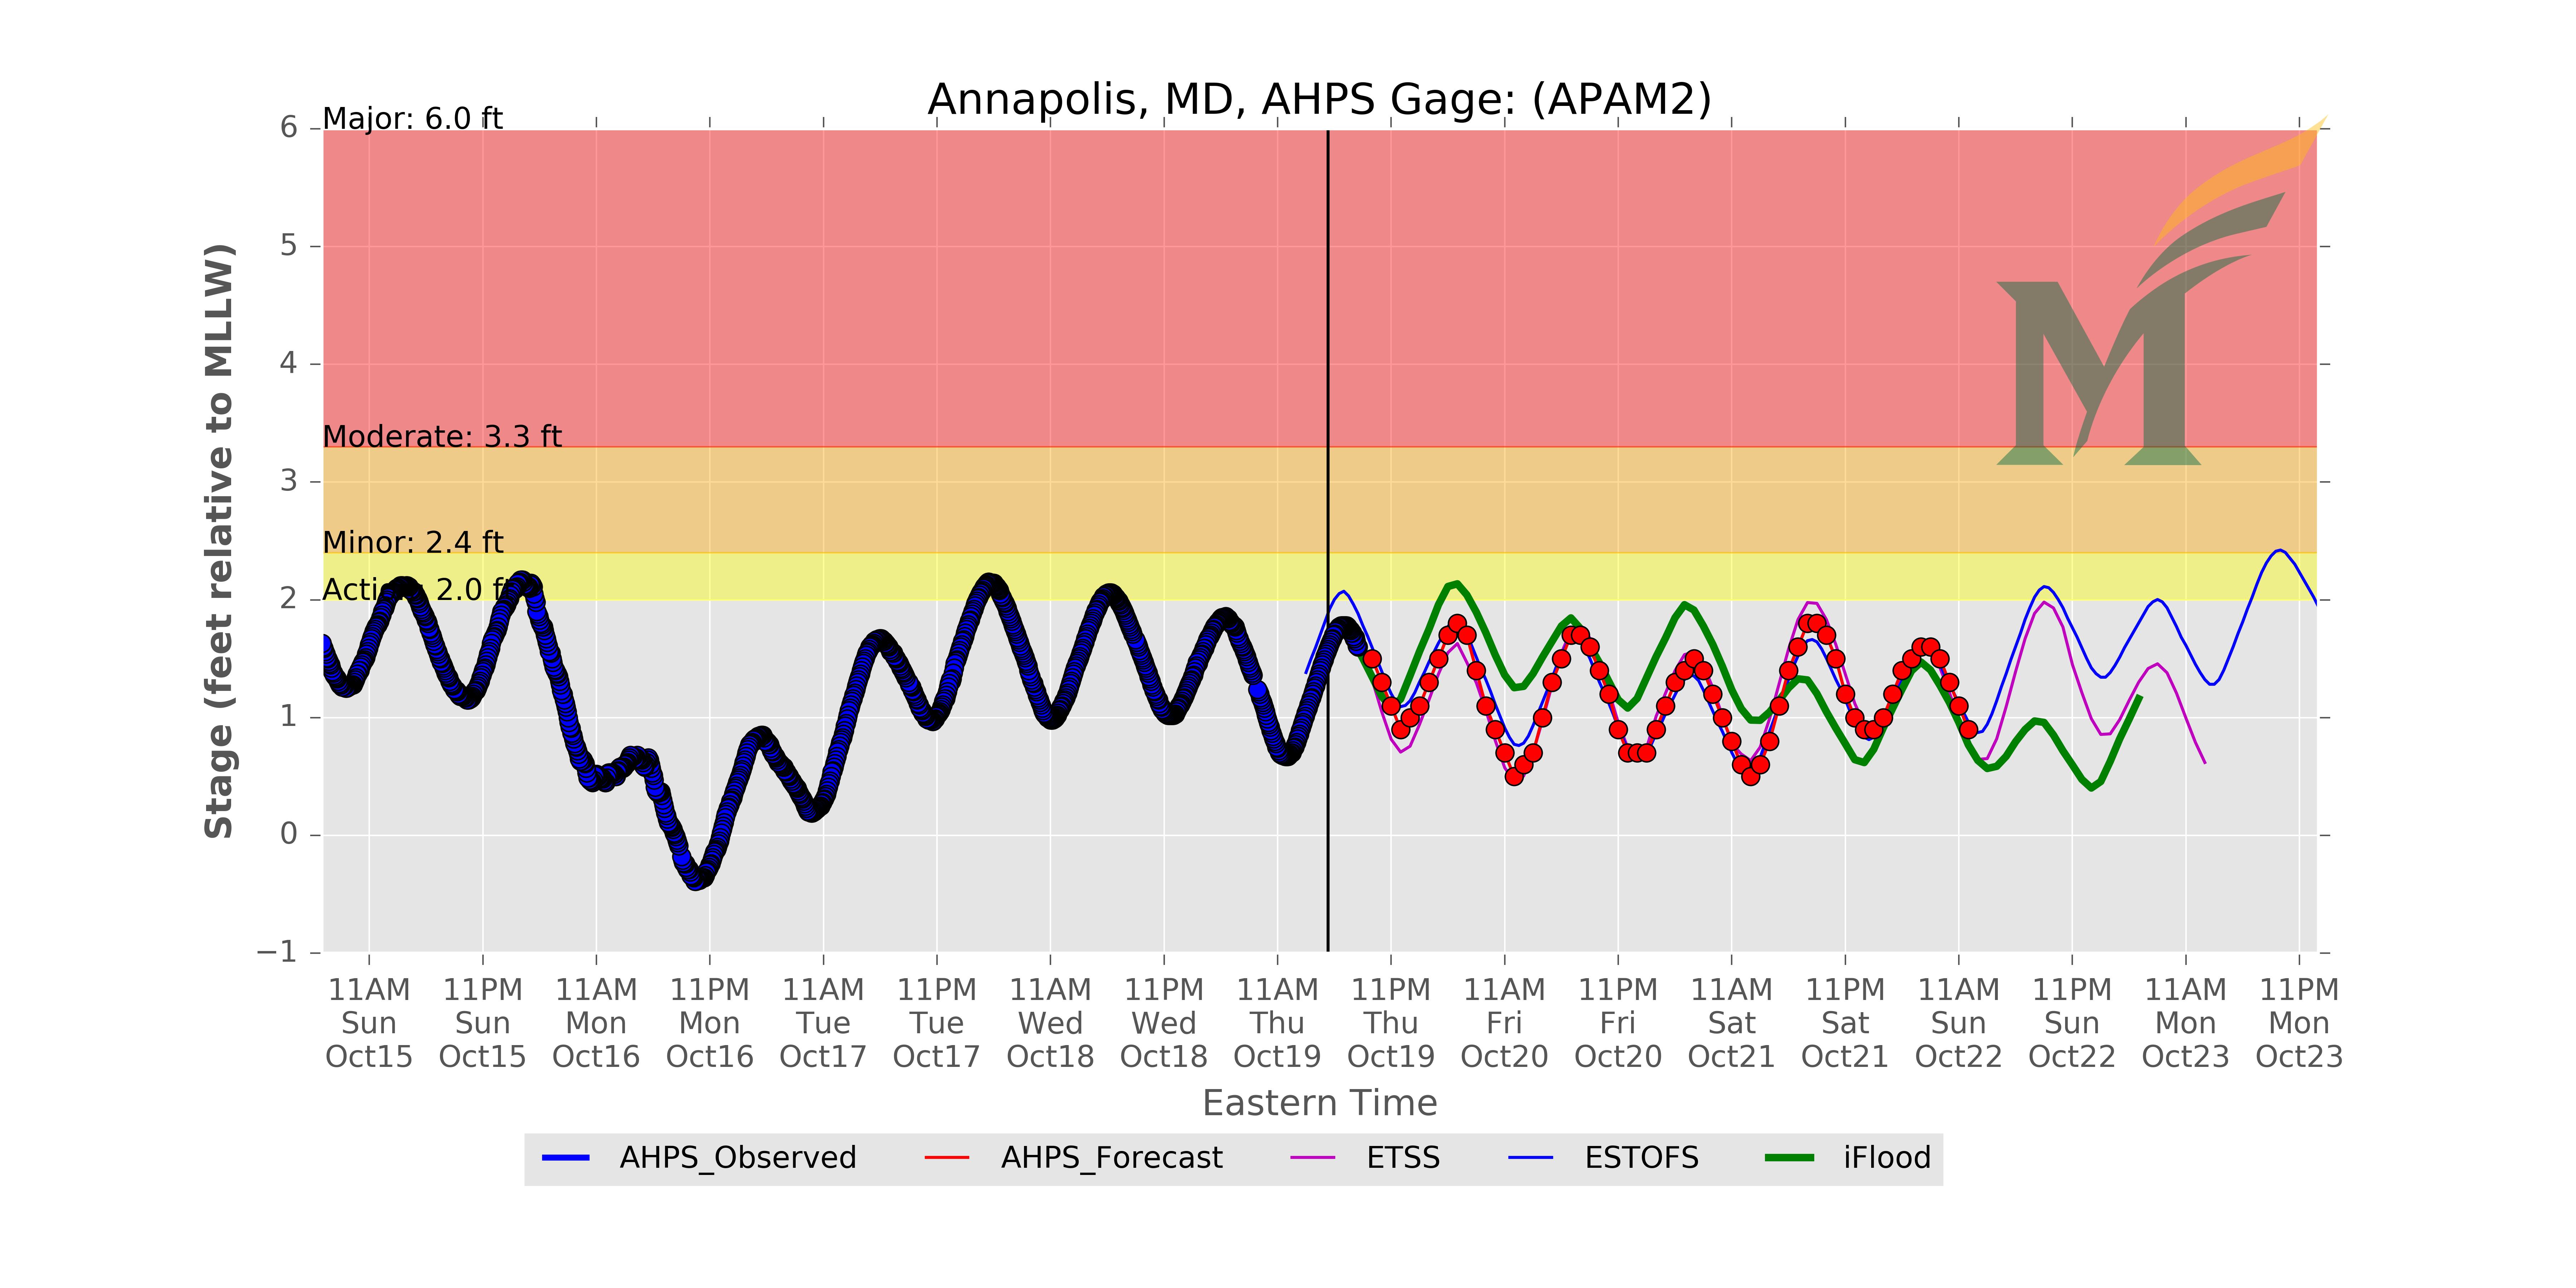 Annapolis, MD, AHPS Gage: (APAM2)
Major: 6.0 ft
Moderate: 3.3 ft
Minor: 2.4 ft
Action: 2.0 ft
Stage (feet relative to MLLW)
6
5
4
3
2
1
0
−1
11AM 11PM 11AM 11PM 11AM 11PM 11AM 11PM 11AM 11PM 11AM 11PM 11AM 11PM 11AM 11PM 11AM 11PM
Sun Sun Mon Mon Tue Tue Wed Wed Thu Thu Fri Fri Sat Sat Sun Sun Mon Mon
Oct15 Oct15 Oct16 Oct16 Oct17 Oct17 Oct18 Oct18 Oct19 Oct19 Oct20 Oct20 Oct21 Oct21 Oct22 Oct22 Oct23 Oct23
Eastern Time
AHPS_Observed AHPS_Forecast ETSS ESTOFS iFlood